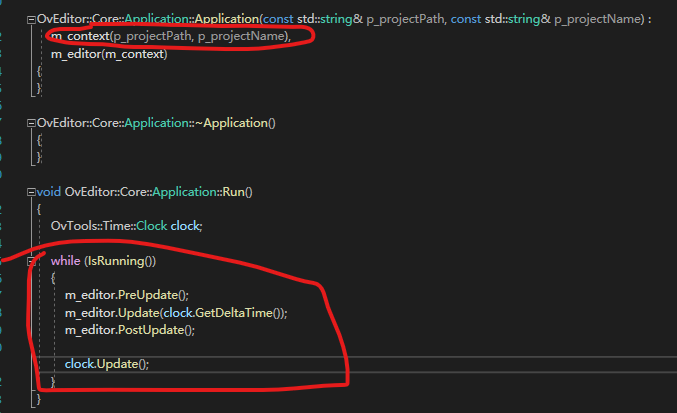 OvEditor::Core::Application::Application(const std::string& p_projectPath, const std::string& p_projectName) :
m_context(p_projectPath, p_projectName),
m_editor(m_context)
{
}
OvEditor::Core::Application::~Application()
{
}
void OvEditor::Core::Application::Run()
{
OvTools::Time::Clock clock;
while (IsRunning())
{
m_editor.PreUpdate();
m_editor.Update(clock.GetDeltaTime());
m_editor.PostUpdate();
clock.Update();
}
}